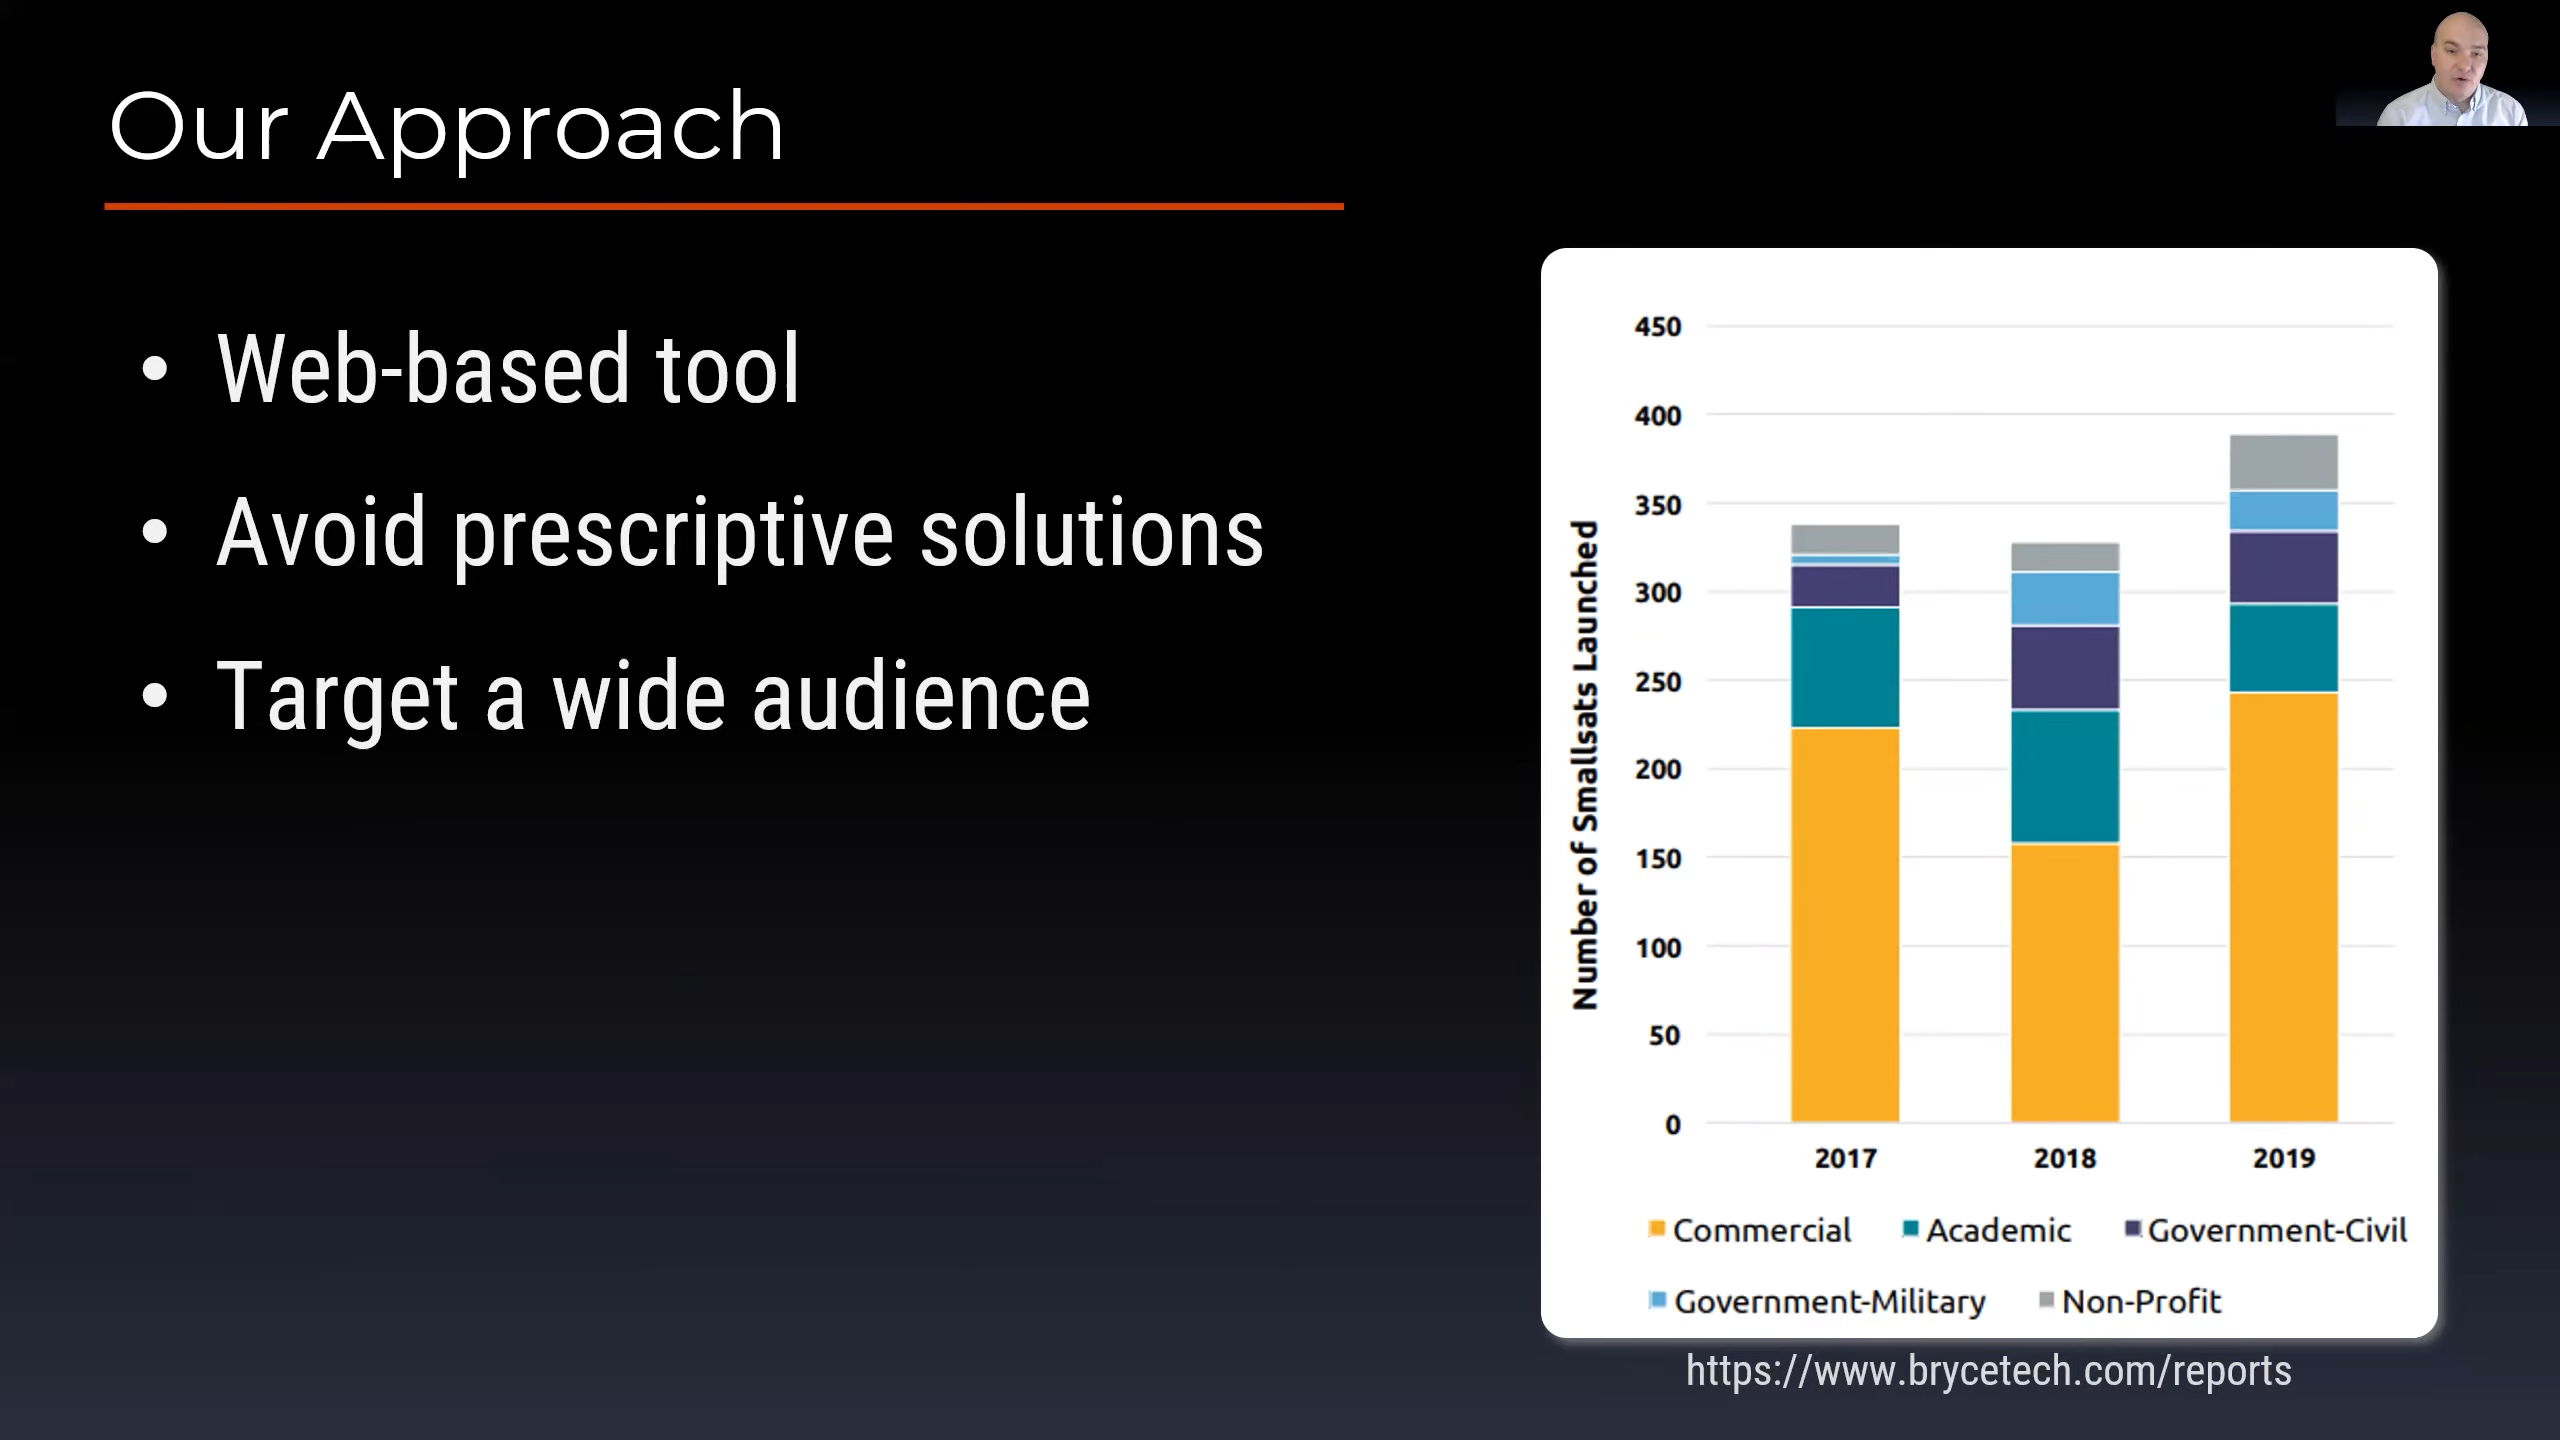 Our Approach
• Web-based tool
• Avoid prescriptive solutions
• Target a wide audience
Number of Smallsats Launched
450
400
350
300
250
200
150
100
50
0
2017 2018 2019
Commercial Academic Government-Civil
Government-Military Non-Profit
https://www.brycetech.com/reports